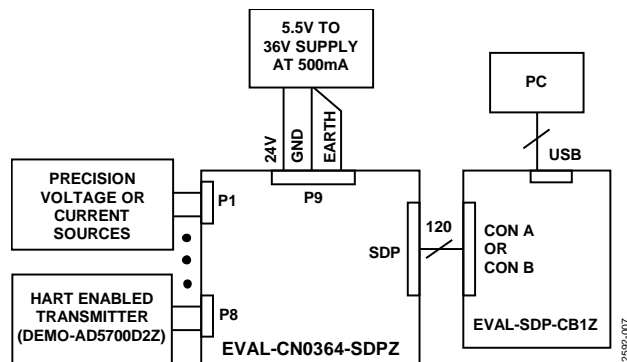 5.5V TO
36V SUPPLY
AT 500mA
PC
24V
GND
EARTH
USB
PRECISION
VOLTAGE OR
CURRENT
SOURCES
P1
P9
120
SDP
CON A
OR
CON B
HART ENABLED
TRANSMITTER
(DEMO-AD5700D2Z)
P8
EVAL-CN0364-SDPZ
EVAL-SDP-CB1Z